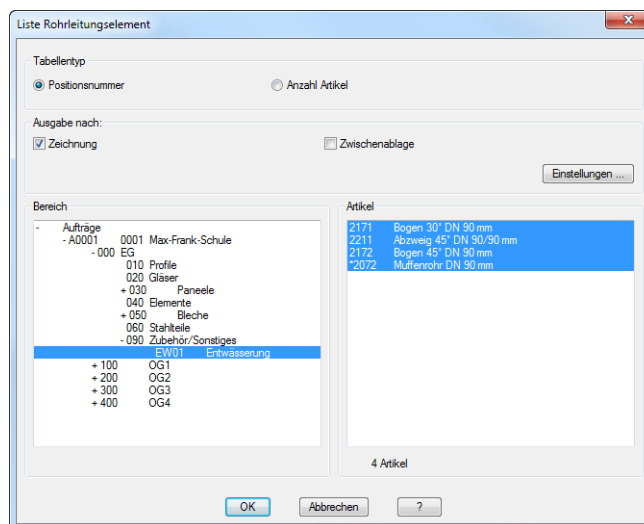 Liste Rohrleitungselement
Tabellentyp
Positionsnummer Anzahl Artikel
Ausgabe nach:
Zeichnung Zwischenablage
Einstellungen ...
Bereich
- Aufträge
- A0001 0001 Max-Frank-Schule
- 000 EG
010 Profile
020 Gläser
+ 030 Paneele
040 Elemente
+ 050 Bleche
060 Stahlteile
- 090 Zubehör/Sonstiges
EW01 Entwässerung
+ 100 OG1
+ 200 OG2
+ 300 OG3
+ 400 OG4
Artikel
2171 Bogen 30° DN 90 mm
2211 Abzweig 45° DN 90/90 mm
2172 Bogen 45° DN 90 mm
*2072 Muffenrohr DN 90 mm
4 Artikel
OK Abbrechen ?